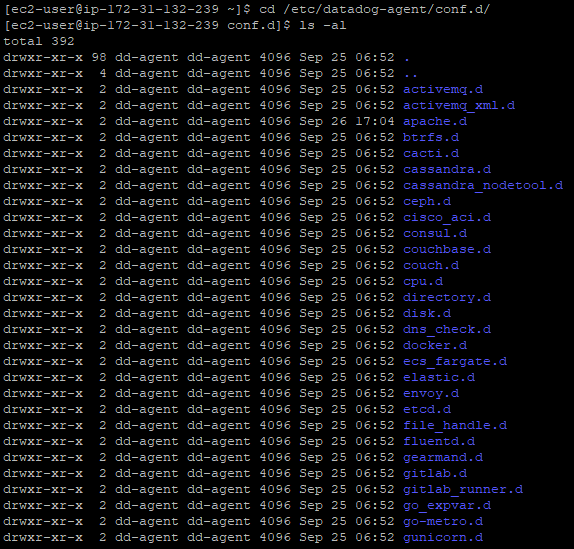 [ec2-user@ip-172-31-132-239 ~]$ cd /etc/datadog-agent/conf.d/
[ec2-user@ip-172-31-132-239 conf.d]$ ls -al
total 392
drwxr-xr-x 98 dd-agent dd-agent 4096 Sep 25 06:52 .
drwxr-xr-x  4 dd-agent dd-agent 4096 Sep 25 06:52 ..
drwxr-xr-x  2 dd-agent dd-agent 4096 Sep 25 06:52 activemq.d
drwxr-xr-x  2 dd-agent dd-agent 4096 Sep 25 06:52 activemq_xml.d
drwxr-xr-x  2 dd-agent dd-agent 4096 Sep 26 17:04 apache.d
drwxr-xr-x  2 dd-agent dd-agent 4096 Sep 25 06:52 btrfs.d
drwxr-xr-x  2 dd-agent dd-agent 4096 Sep 25 06:52 cacti.d
drwxr-xr-x  2 dd-agent dd-agent 4096 Sep 25 06:52 cassandra.d
drwxr-xr-x  2 dd-agent dd-agent 4096 Sep 25 06:52 cassandra_nodetool.d
drwxr-xr-x  2 dd-agent dd-agent 4096 Sep 25 06:52 ceph.d
drwxr-xr-x  2 dd-agent dd-agent 4096 Sep 25 06:52 cisco_aci.d
drwxr-xr-x  2 dd-agent dd-agent 4096 Sep 25 06:52 consul.d
drwxr-xr-x  2 dd-agent dd-agent 4096 Sep 25 06:52 couchbase.d
drwxr-xr-x  2 dd-agent dd-agent 4096 Sep 25 06:52 couch.d
drwxr-xr-x  2 dd-agent dd-agent 4096 Sep 25 06:52 cpu.d
drwxr-xr-x  2 dd-agent dd-agent 4096 Sep 25 06:52 directory.d
drwxr-xr-x  2 dd-agent dd-agent 4096 Sep 25 06:52 disk.d
drwxr-xr-x  2 dd-agent dd-agent 4096 Sep 25 06:52 dns_check.d
drwxr-xr-x  2 dd-agent dd-agent 4096 Sep 25 06:52 docker.d
drwxr-xr-x  2 dd-agent dd-agent 4096 Sep 25 06:52 ecs_fargate.d
drwxr-xr-x  2 dd-agent dd-agent 4096 Sep 25 06:52 elastic.d
drwxr-xr-x  2 dd-agent dd-agent 4096 Sep 25 06:52 envoy.d
drwxr-xr-x  2 dd-agent dd-agent 4096 Sep 25 06:52 etcd.d
drwxr-xr-x  2 dd-agent dd-agent 4096 Sep 25 06:52 file_handle.d
drwxr-xr-x  2 dd-agent dd-agent 4096 Sep 25 06:52 fluentd.d
drwxr-xr-x  2 dd-agent dd-agent 4096 Sep 25 06:52 gearmand.d
drwxr-xr-x  2 dd-agent dd-agent 4096 Sep 25 06:52 gitlab.d
drwxr-xr-x  2 dd-agent dd-agent 4096 Sep 25 06:52 gitlab_runner.d
drwxr-xr-x  2 dd-agent dd-agent 4096 Sep 25 06:52 go_expvar.d
drwxr-xr-x  2 dd-agent dd-agent 4096 Sep 25 06:52 go-metro.d
drwxr-xr-x  2 dd-agent dd-agent 4096 Sep 25 06:52 gunicorn.d